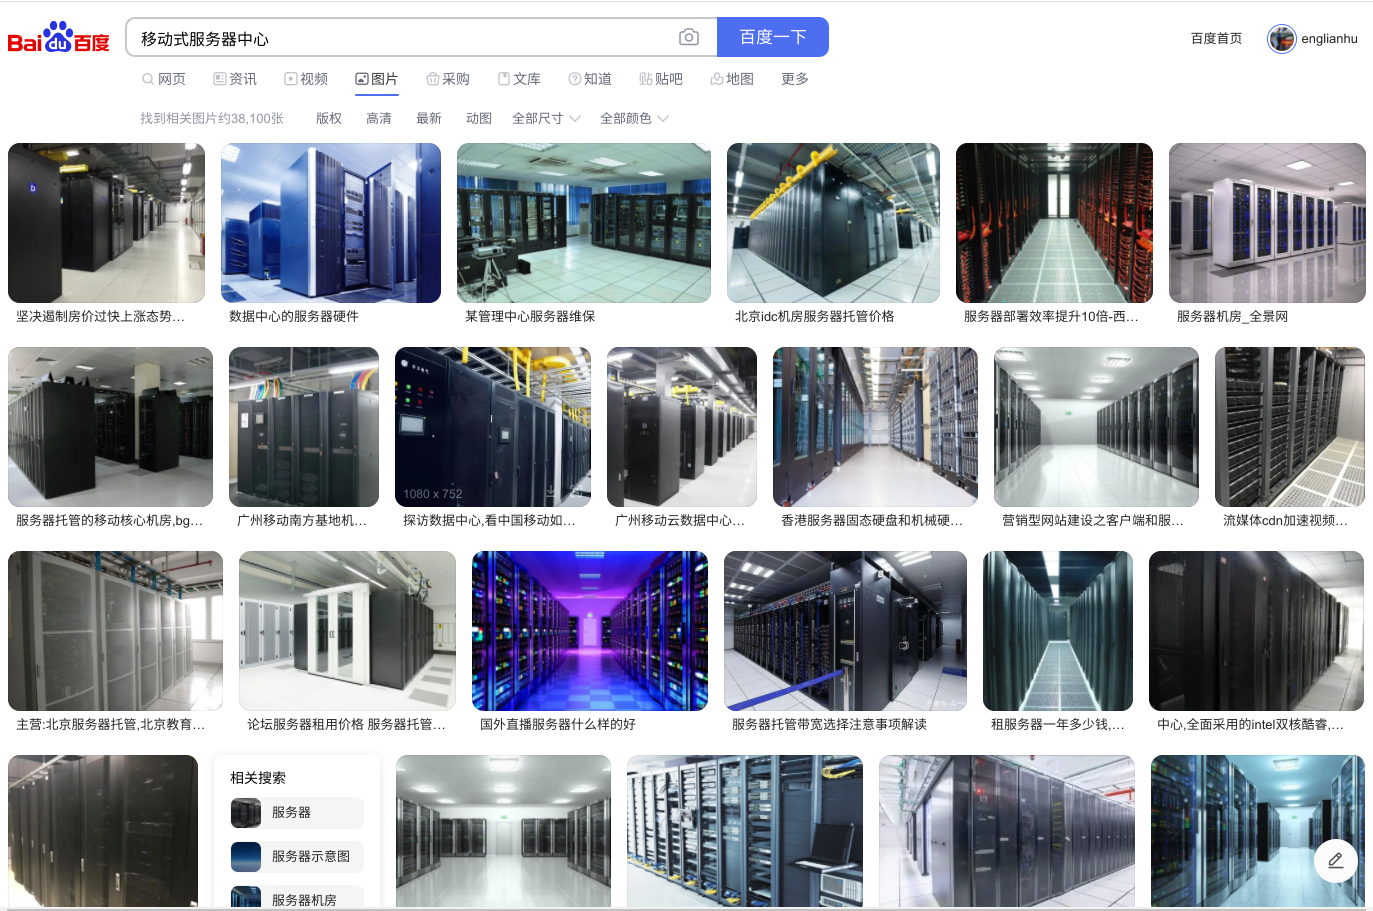 Bai du 百度
移动式服务器中心
百度一下
百度首页
englianhu
网页 资讯 视频 图片 采购 文库 知道 贴吧 地图 更多
找到相关图片约38,100张 版权 高清 最新 动图 全部尺寸 全部颜色
坚决遏制房价过快上涨态势...
数据中心的服务器硬件
某管理中心服务器维保
北京idc机房服务器托管价格
服务器部署效率提升10倍-西...
服务器机房_全景网
1080 x 752
服务器托管的移动核心机房,bg...
广州移动南方基地机...
探访数据中心,看中国移动如...
广州移动云数据中心...
香港服务器固态硬盘和机械硬...
营销型网站建设之客户端和服...
流媒体cdn加速视频...
主营:北京服务器托管,北京教育...
论坛服务器租用价格 服务器托管...
国外直播服务器什么样的好
服务器托管带宽选择注意事项解读
租服务器一年多少钱,...
中心,全面采用的intel双核酷睿,...
相关搜索
服务器
服务器示意图
服务器机房